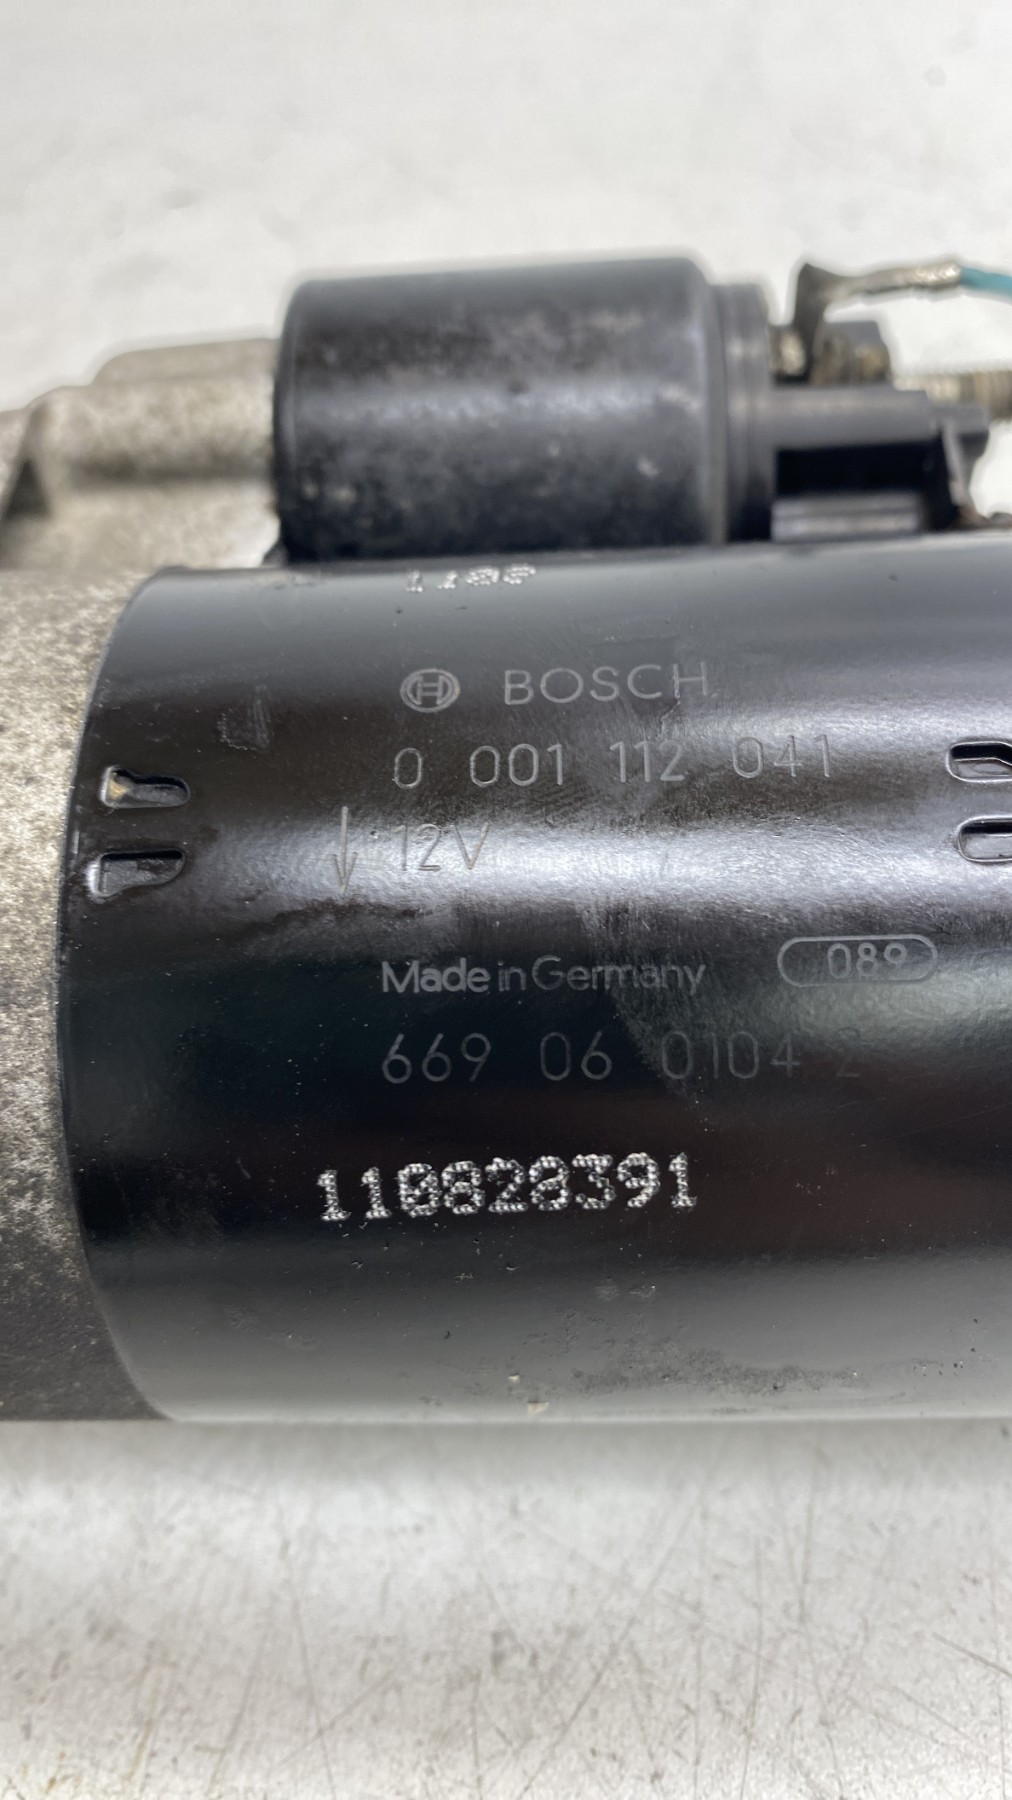 BOSCH
0 001 112 041
12V
Made in Germany 089
669 06 0104 2
110828391